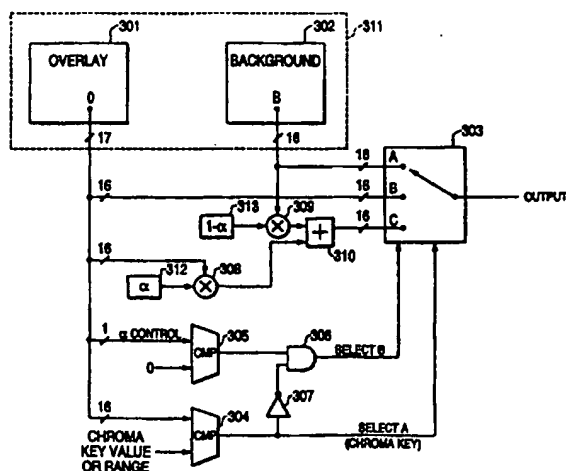 301
302
311
OVERLAY
BACKGROUND
0
B
303
17
16
16
A
16
B
OUTPUT
313
1-α
309
16
C
+
310
16
312
α
308
1
α CONTROL
305
306
CMP
SELECT B
0
307
16
304
CMP
SELECT A
(CHROMA KEY)
CHROMA
KEY VALUE
OR RANGE